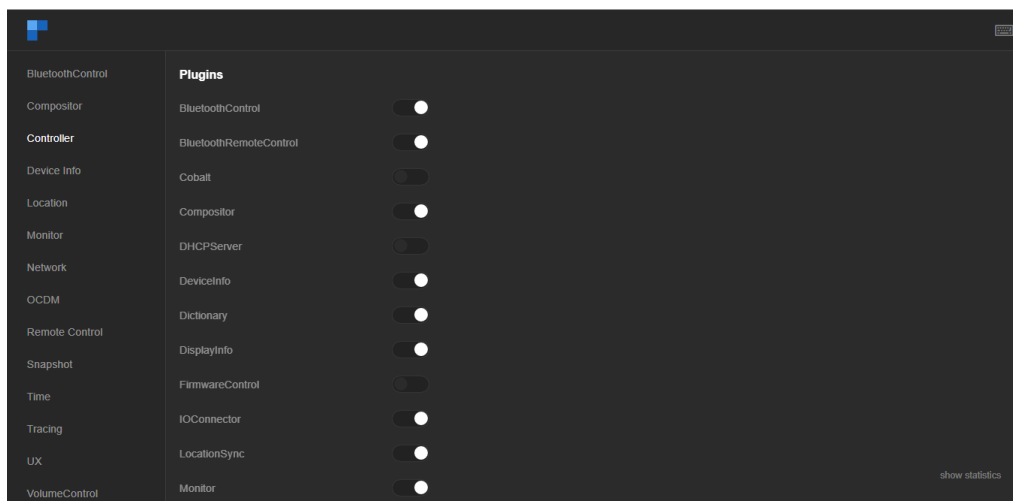 BluetoothControl
Compositor
Controller
Device Info
Location
Monitor
Network
OCDM
Remote Control
Snapshot
Time
Tracing
UX
VolumeControl
Plugins
BluetoothControl
BluetoothRemoteControl
Cobalt
Compositor
DHCPServer
DeviceInfo
Dictionary
DisplayInfo
FirmwareControl
IOConnector
LocationSync
Monitor
show statistics